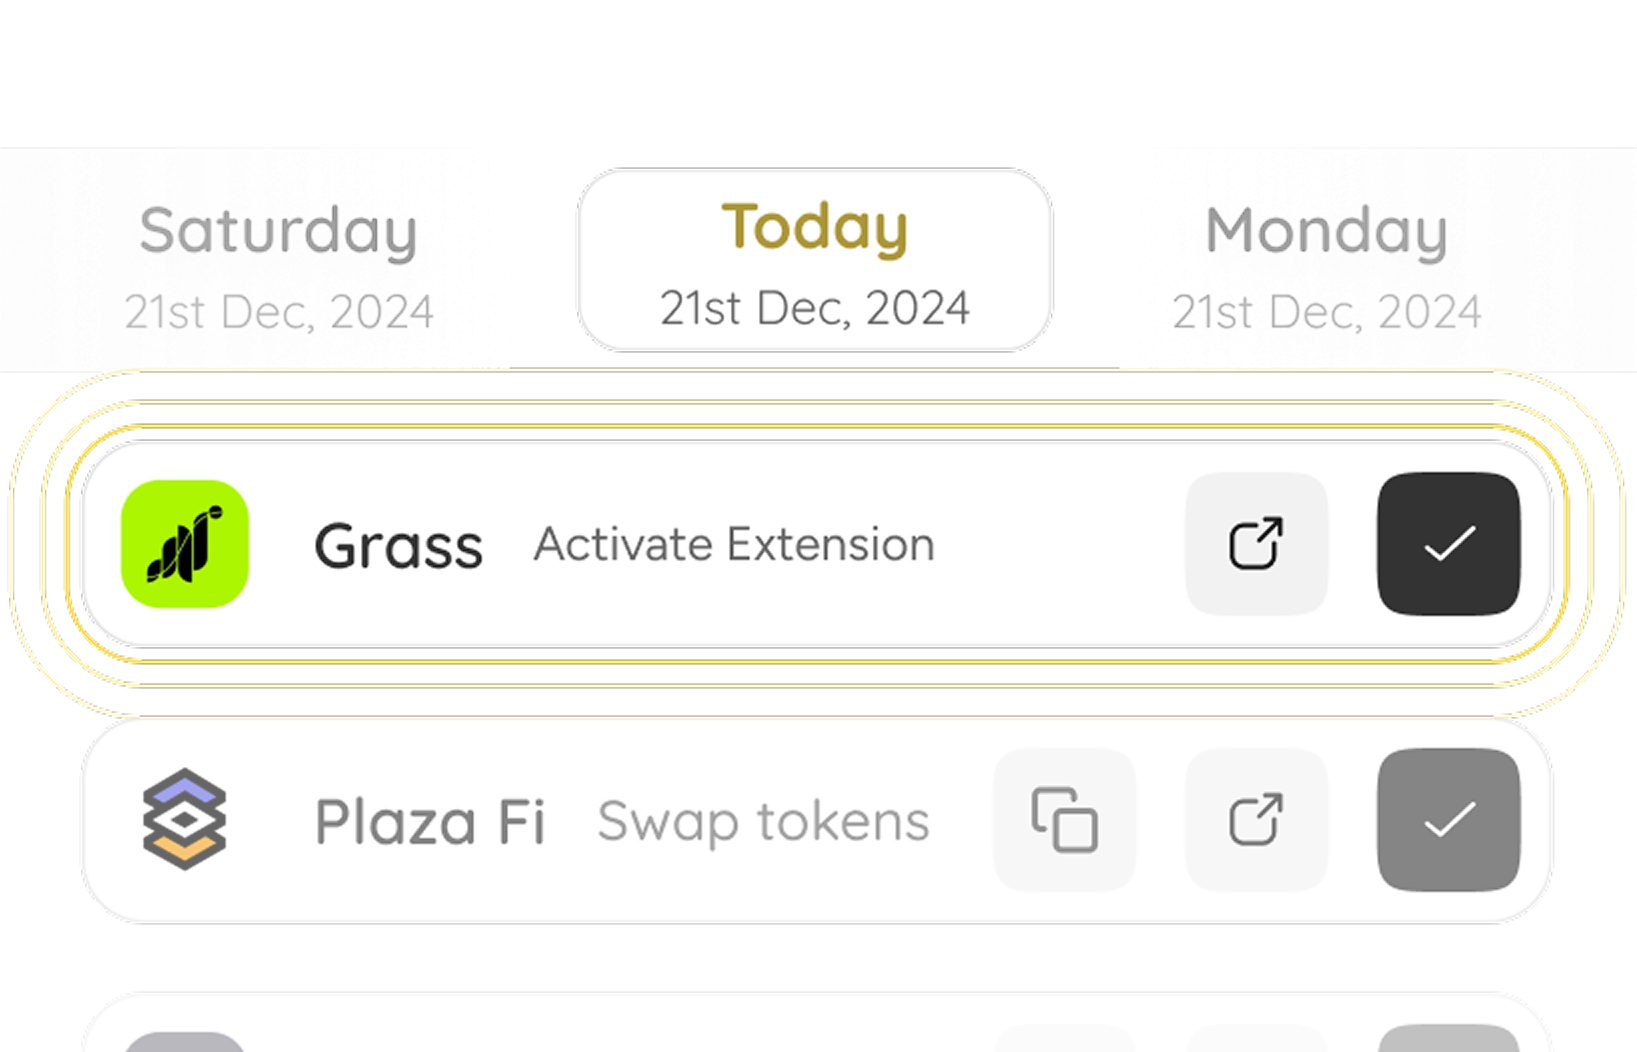 Saturday Today Monday
21st Dec, 2024 21st Dec, 2024 21st Dec, 2024
Grass Activate Extension
Plaza Fi Swap tokens